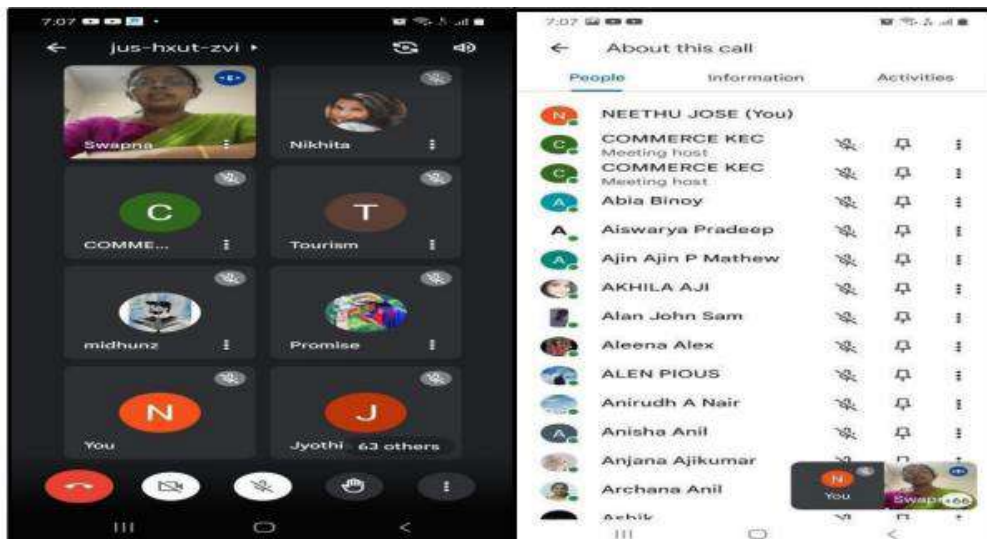 7:07
jus-hxut-zvi
Swapna
Nikhita
C
T
COMME...
Tourism
midhunz
Promise
N
J
You
Jyothi 63 others
7:07
About this call
People Information Activities
N NEETHU JOSE (You)
C COMMERCE KEC
Meeting host
C COMMERCE KEC
Meeting host
A Abia Binoy
A Aiswarya Pradeep
A Ajin Ajin P Mathew
AKHILA AJI
Alan John Sam
Aleena Alex
ALEN PIOUS
Anirudh A Nair
A Anisha Anil
Anjana Ajikumar
Archana Anil
Ashik
N
You
Swapn +66